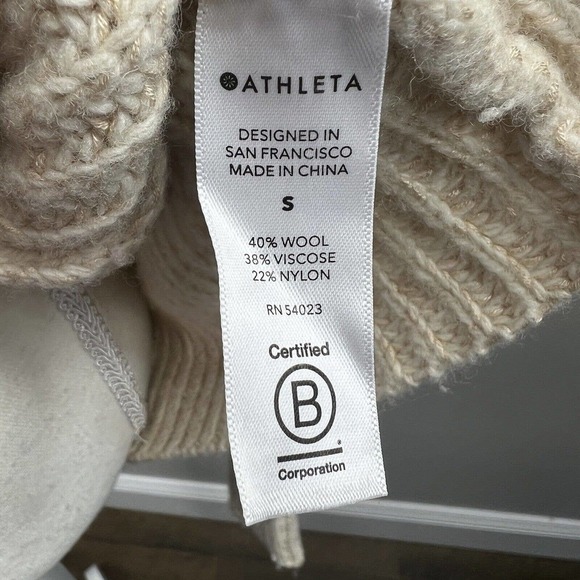 ATHLETA
DESIGNED IN
SAN FRANCISCO
MADE IN CHINA
S
40% WOOL
38% VISCOSE
22% NYLON
RN 54023
Certified
B
Corporation